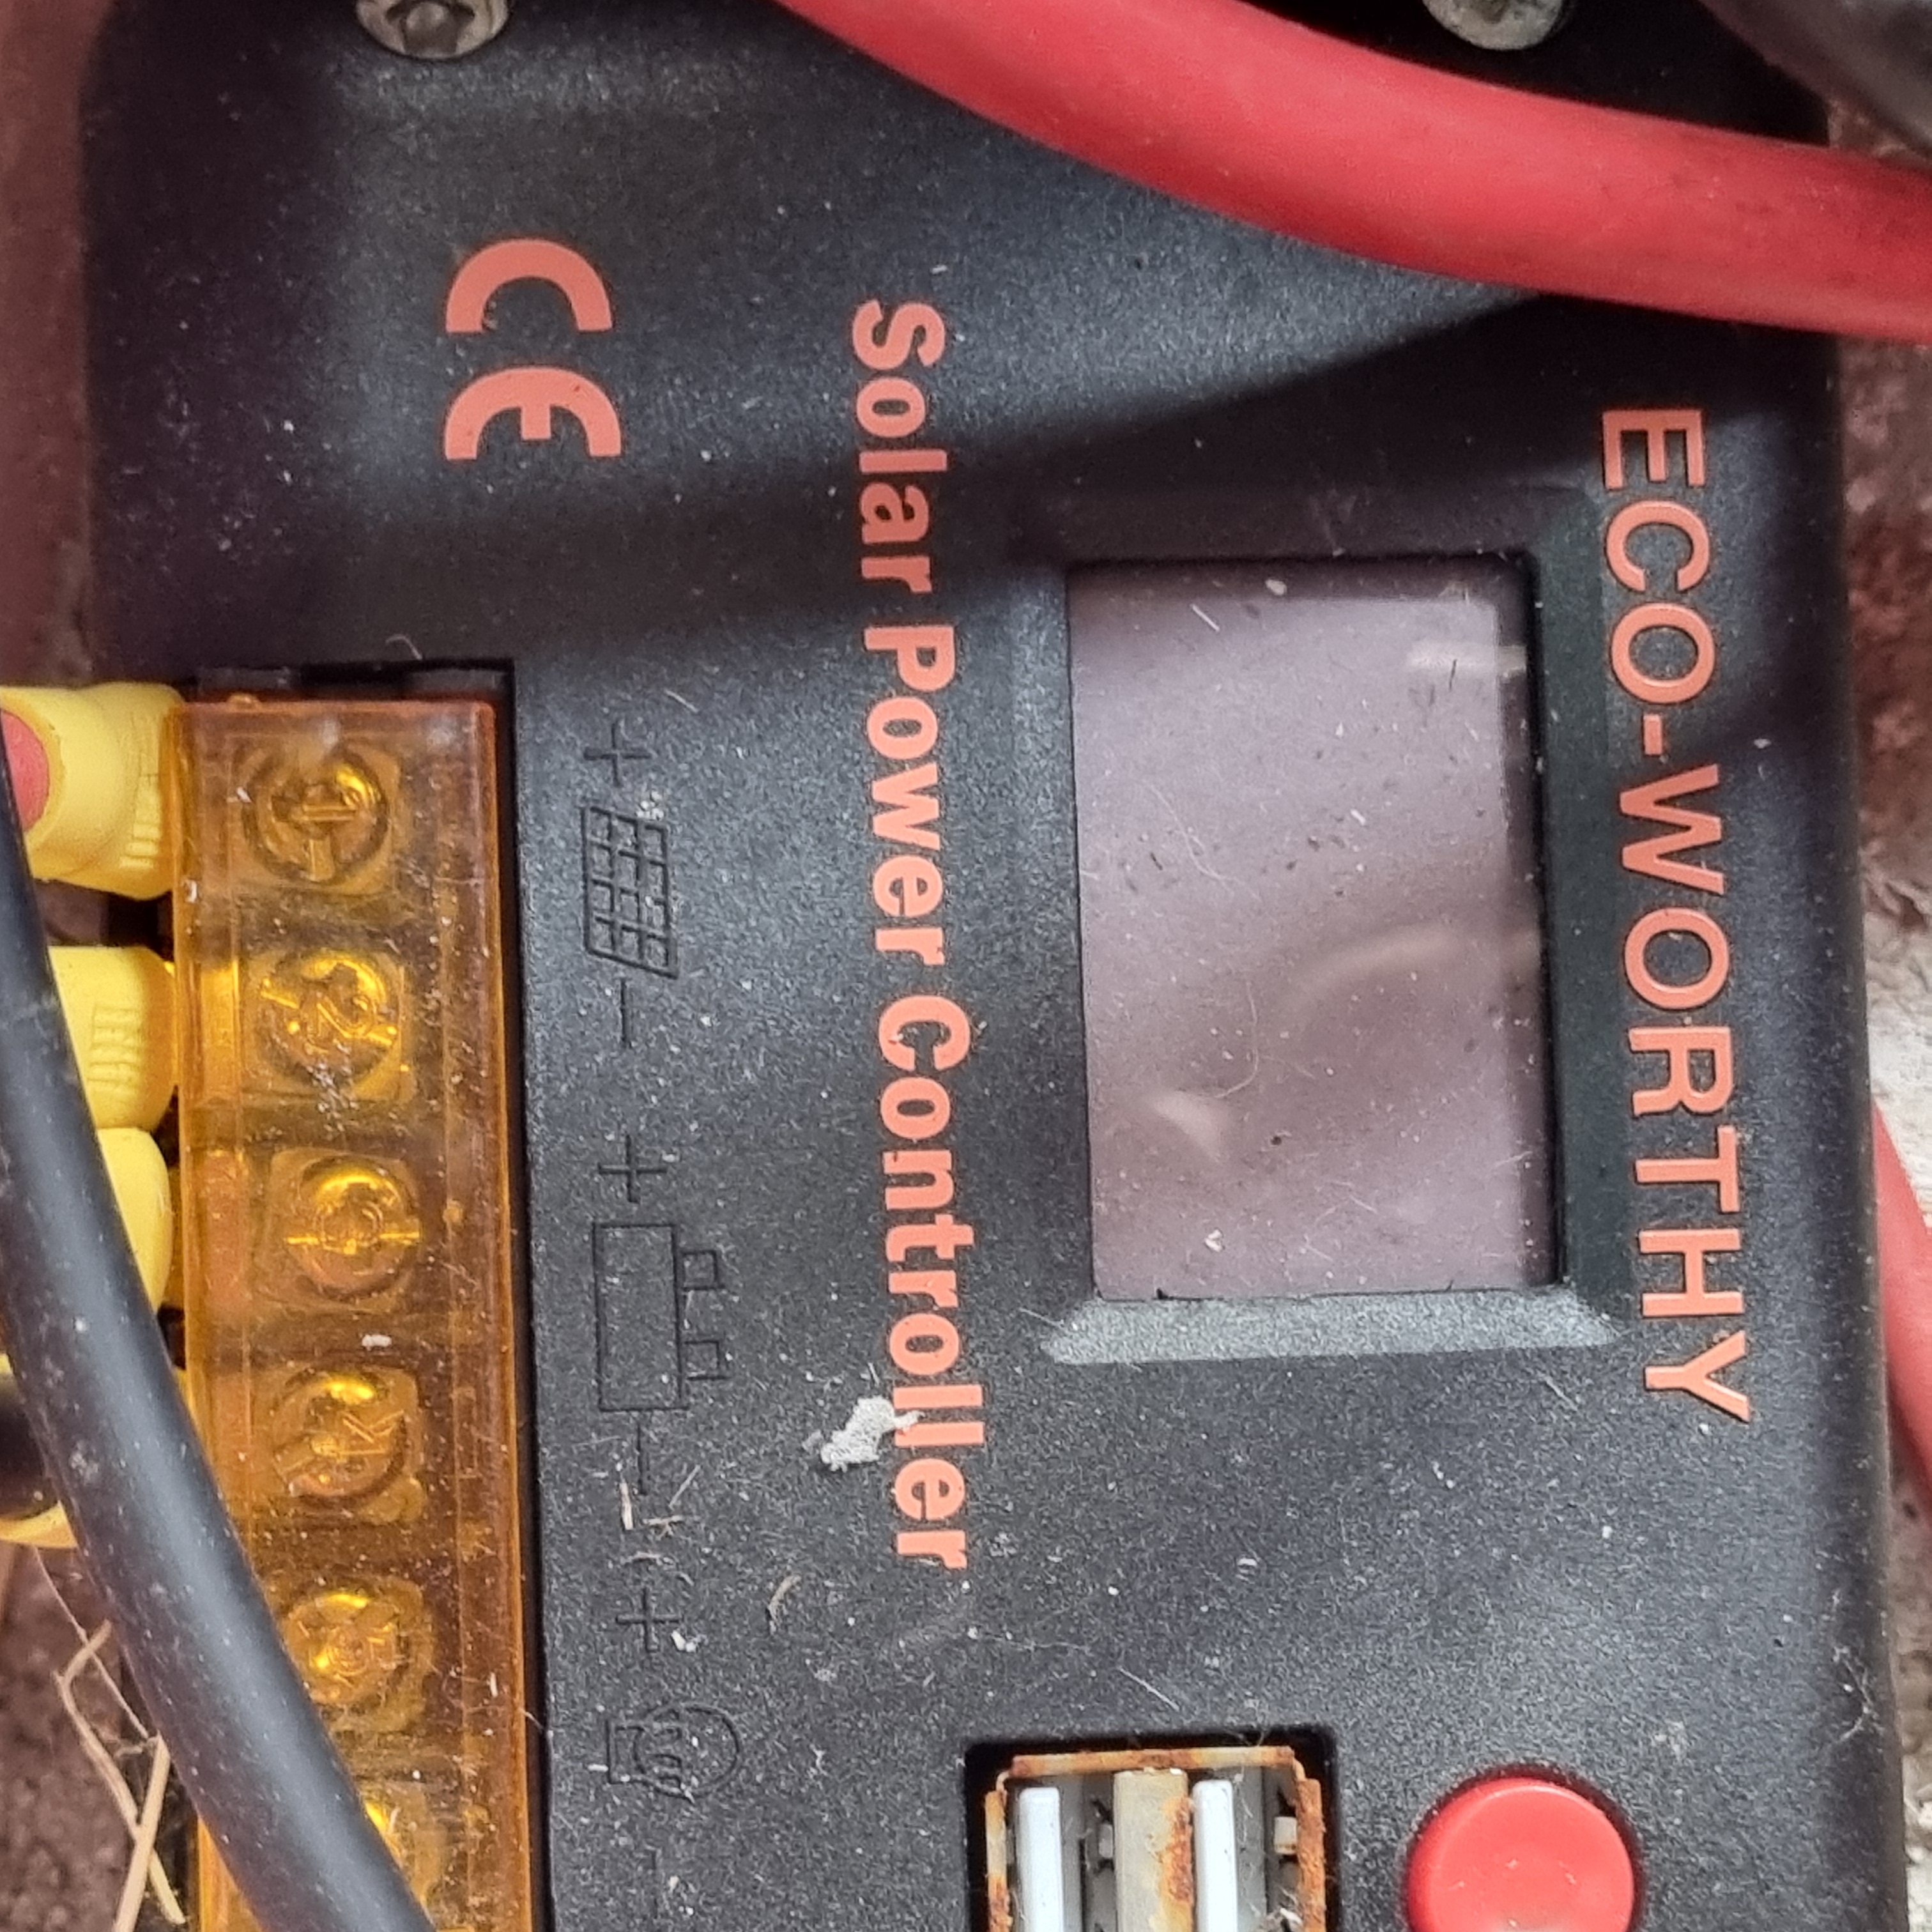 ECO-WORTHY
Solar Power Controller
+ - + - + -
CE